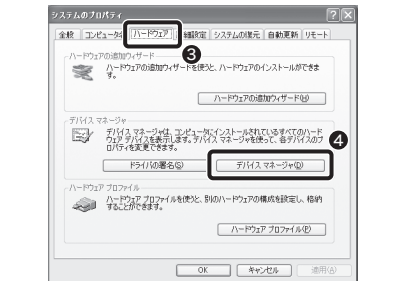 システムのプロパティ
全般 コンピュータ名 ハードウェア 詳細設定 システムの復元 自動更新 リモート
❸
ハードウェアの追加ウィザード
ハードウェアの追加ウィザードを使うと、ハードウェアのインストールができま
す。
ハードウェアの追加ウィザード(H)
デバイス マネージャ
デバイス マネージャは、コンピュータにインストールされているすべてのハード
ウェア デバイスを表示します。デバイス マネージャを使って、各デバイスのプ
ロパティを変更できます。
❹
ドライバの署名(S) デバイス マネージャ(D)
ハードウェア プロファイル
ハードウェア プロファイルを使うと、別のハードウェアの構成を設定し、格納
することができます。
ハードウェア プロファイル(P)
OK キャンセル 適用(A)